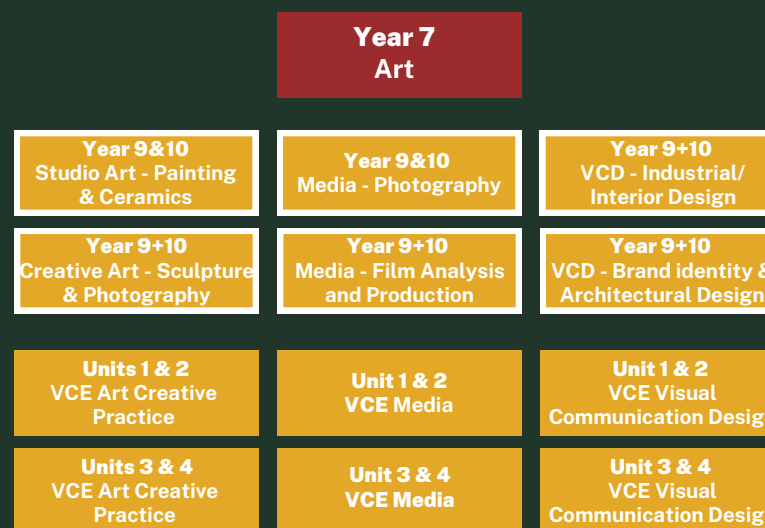 Year 7
Art
Year 9&10
Studio Art - Painting
& Ceramics
Year 9&10
Media - Photography
Year 9+10
VCD - Industrial/
Interior Design
Year 9+10
Creative Art - Sculpture
& Photography
Year 9+10
Media - Film Analysis
and Production
Year 9+10
VCD - Brand identity &
Architectural Design
Units 1 & 2
VCE Art Creative
Practice
Unit 1 & 2
VCE Media
Unit 1 & 2
VCE Visual
Communication Desig
Units 3 & 4
VCE Art Creative
Practice
Unit 3 & 4
VCE Media
Unit 3 & 4
VCE Visual
Communication Desig